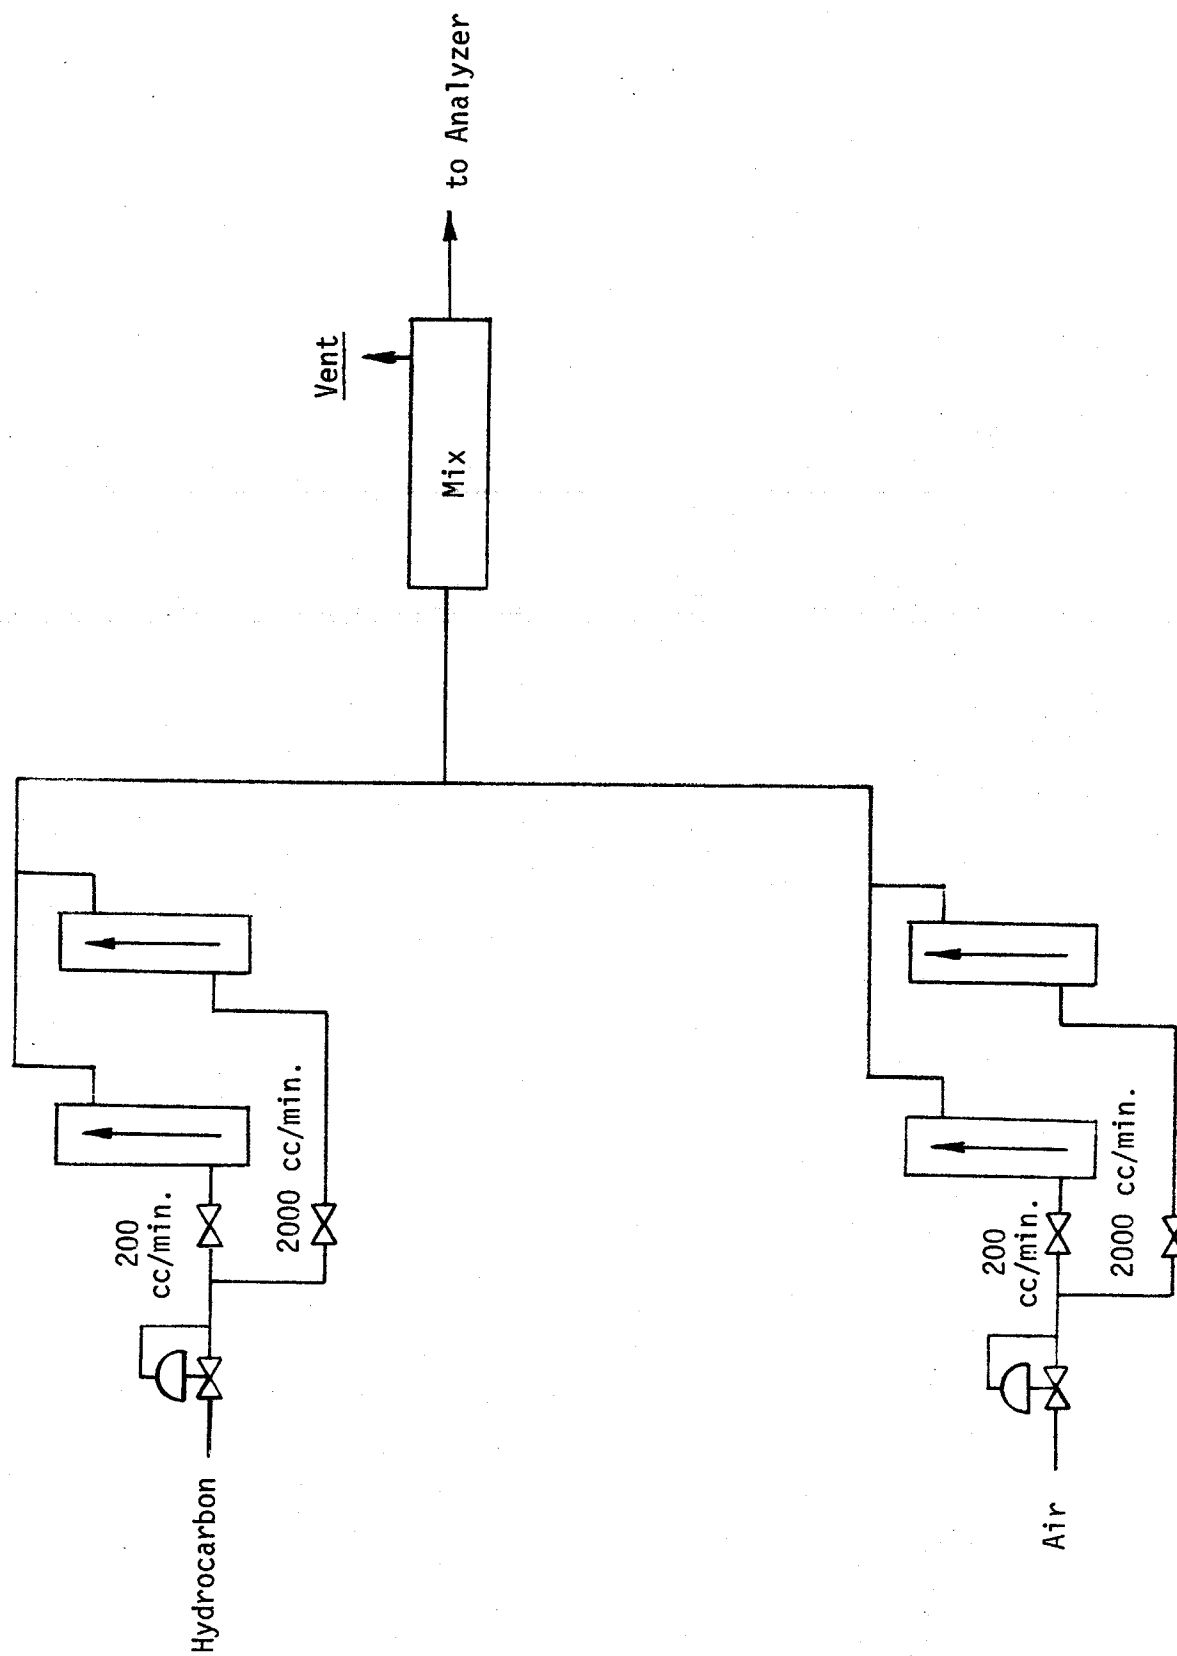 Hydrocarbon
200
cc/min.
2000 cc/min.
Vent
Mix
to Analyzer
Air
200
cc/min.
2000 cc/min.